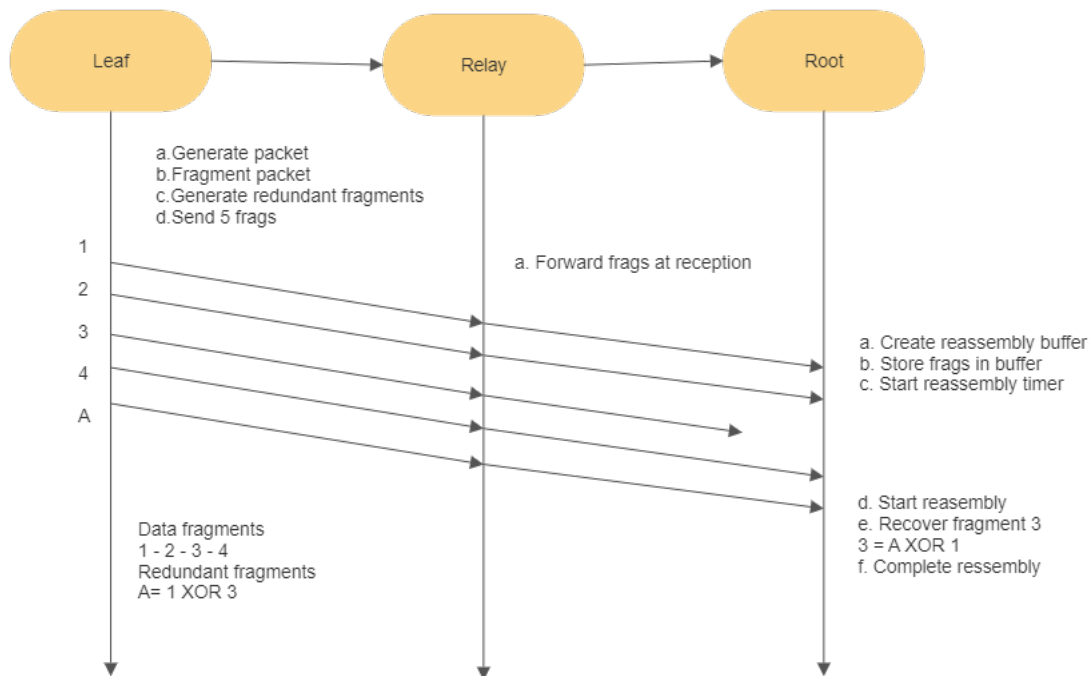 Leaf
Relay
Root
a.Generate packet
b.Fragment packet
c.Generate redundant fragments
d.Send 5 frags
1
2
3
4
A
a. Forward frags at reception
a. Create reassembly buffer
b. Store frags in buffer
c. Start reassembly timer
Data fragments
1 - 2 - 3 - 4
Redundant fragments
A= 1 XOR 3
d. Start reasembly
e. Recover fragment 3
3 = A XOR 1
f. Complete ressembly